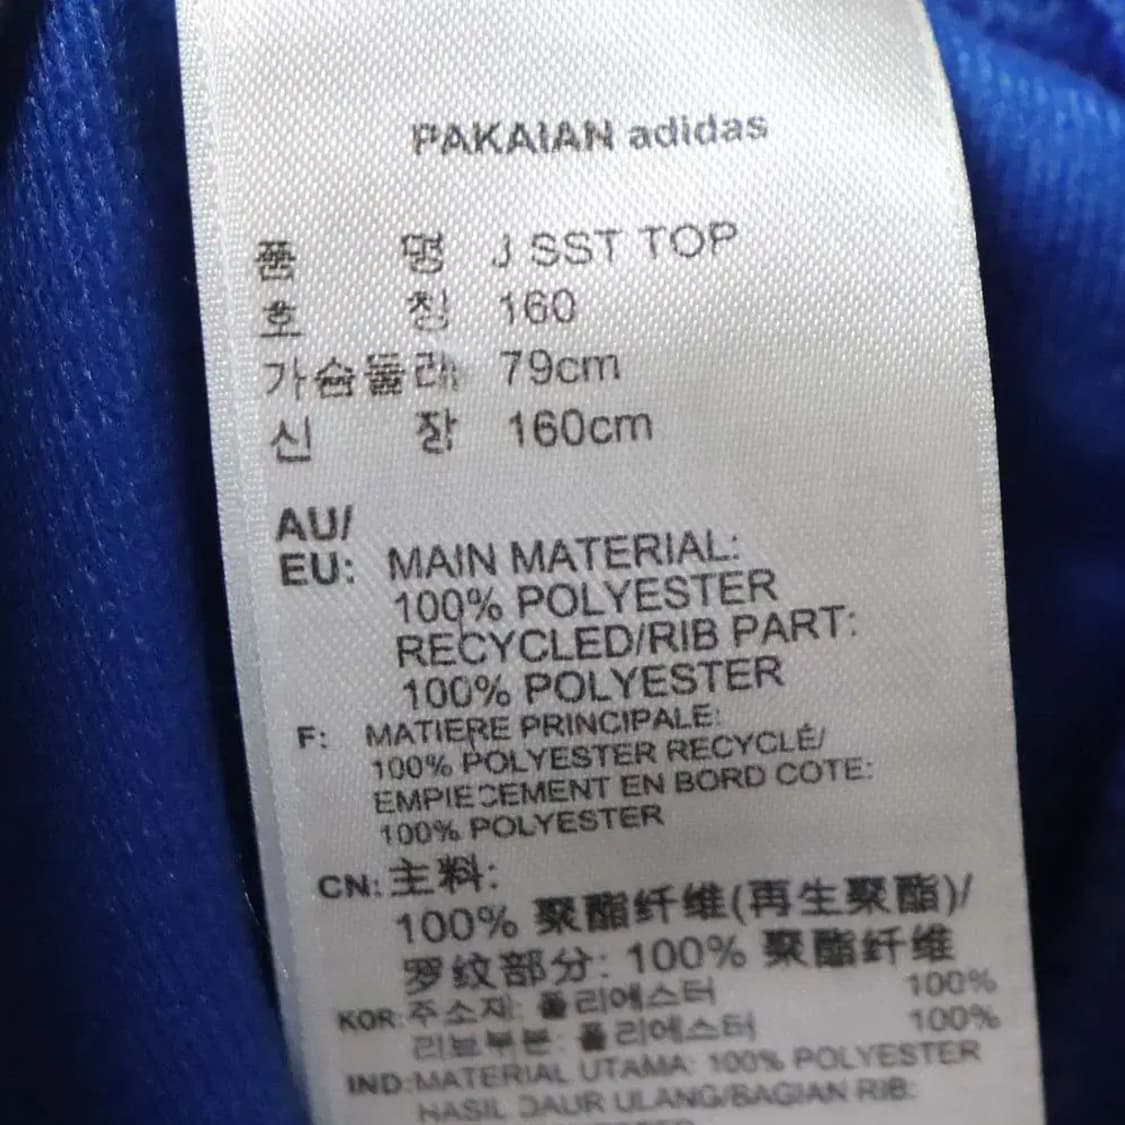 PAKAIAN adidas
품 명 J SST TOP
호 칭 160
가슴둘레 79cm
신 장 160cm
AU/
EU: MAIN MATERIAL:
100% POLYESTER
RECYCLED/RIB PART:
100% POLYESTER
F: MATIERE PRINCIPALE:
100% POLYESTER RECYCLÉ/
EMPIECEMENT EN BORD COTE:
100% POLYESTER
CN: 主料:
100% 聚酯纤维(再生聚酯)/
罗纹部分: 100% 聚酯纤维
KOR: 주소재: 폴리에스터 100%
리브부분: 폴리에스터 100%
IND: MATERIAL UTAMA: 100% POLYESTER
HASIL DAUR ULANG/BAGIAN RIB: